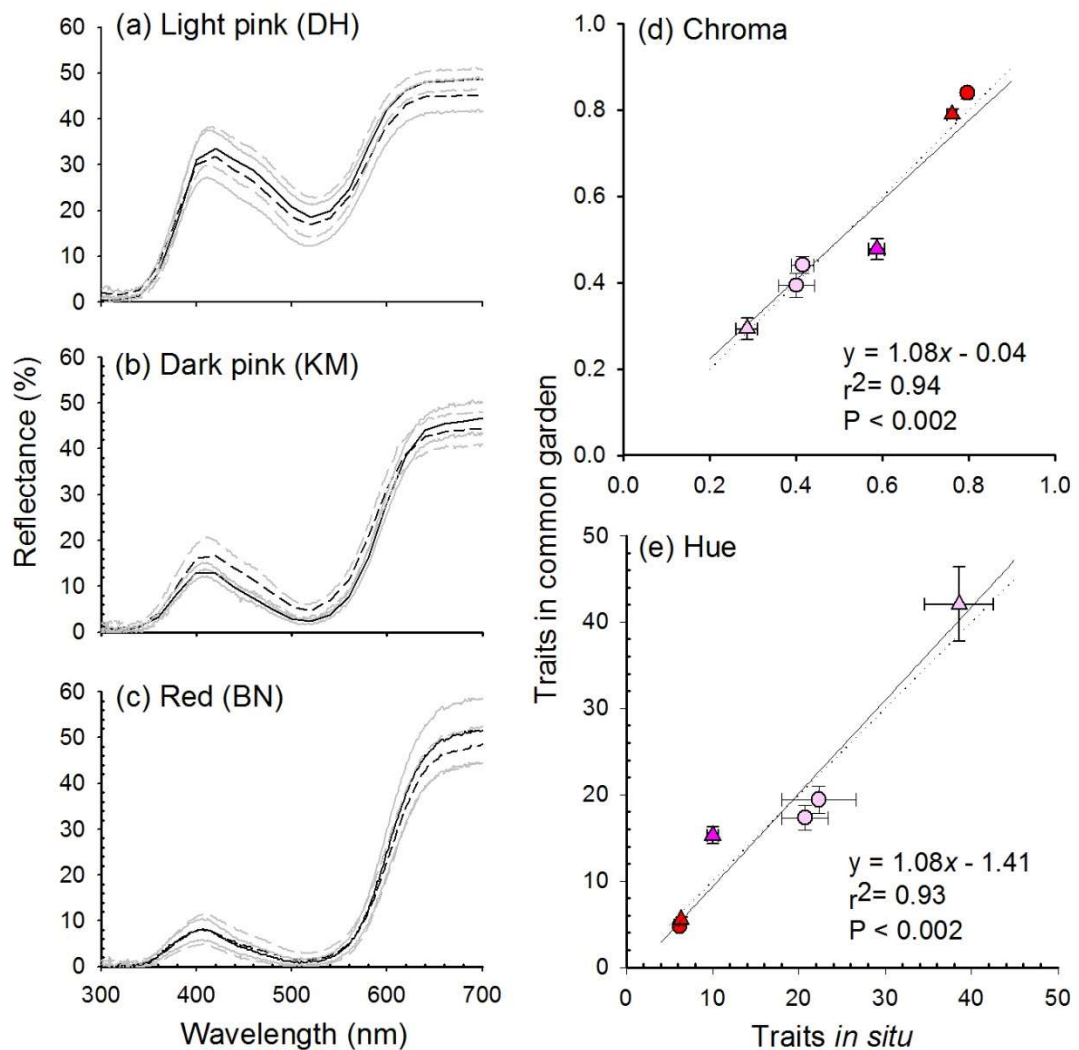 (a) Light pink (DH)
60
50
40
30
20
10
0
(b) Dark pink (KM)
60
50
40
30
20
10
0
(c) Red (BN)
60
50
40
30
20
10
0
300 400 500 600 700
Wavelength (nm)
Reflectance (%)
(d) Chroma
1.0
0.8
0.6
0.4
0.2
0.0
y = 1.08x - 0.04
r2= 0.94
P < 0.002
0.0 0.2 0.4 0.6 0.8 1.0
Traits in common garden
(e) Hue
50
40
30
20
10
0
y = 1.08x - 1.41
r2= 0.93
P < 0.002
0 10 20 30 40 50
Traits in situ